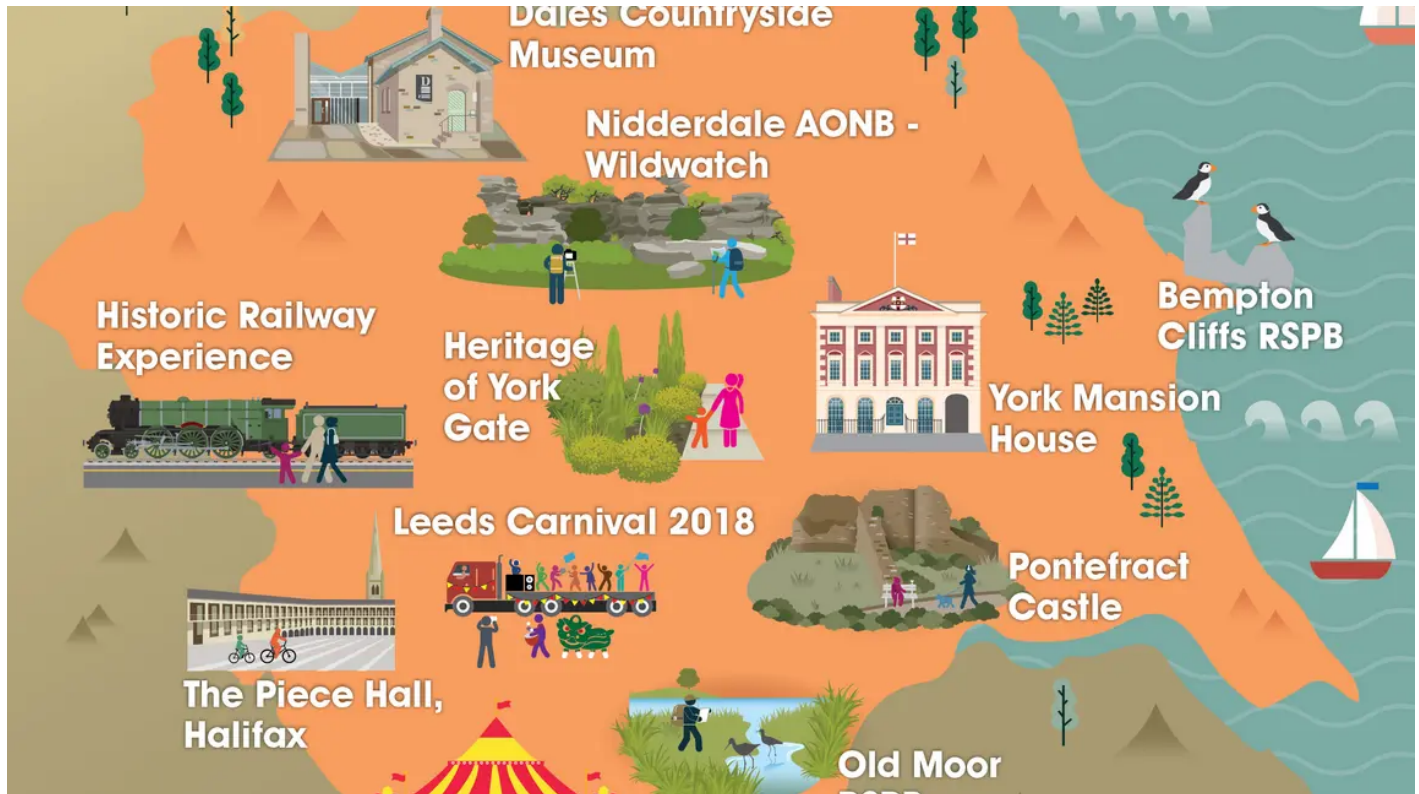 Dales Countryside
Museum
Nidderdale AONB -
Wildwatch
Historic Railway
Experience
Heritage
of York
Gate
Bempton
Cliffs RSPB
York Mansion
House
Leeds Carnival 2018
Pontefract
Castle
The Piece Hall,
Halifax
Old Moor
RSPB